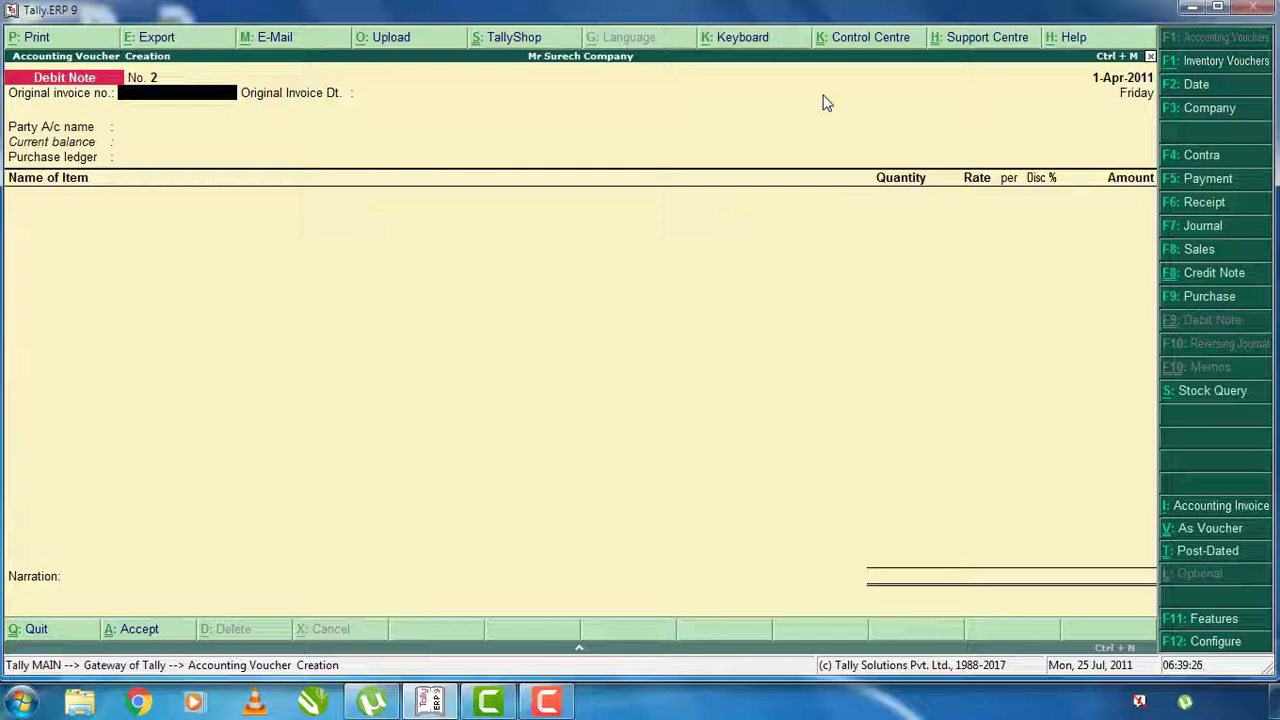 Tally.ERP 9
P: Print E: Export M: E-Mail O: Upload S: TallyShop G: Language K: Keyboard K: Control Centre H: Support Centre H: Help
Accounting Voucher Creation Mr Surech Company Ctrl + M
Debit Note No. 2 1-Apr-2011
Original invoice no.: Original Invoice Dt. : Friday
Party A/c name :
Current balance :
Purchase ledger :
Name of Item Quantity Rate per Disc % Amount
Narration:
Q: Quit A: Accept D: Delete X: Cancel
Ctrl + N
Tally MAIN --> Gateway of Tally --> Accounting Voucher Creation (c) Tally Solutions Pvt. Ltd., 1988-2017 Mon, 25 Jul, 2011 06:39:26
F1: Accounting Vouchers
F1: Inventory Vouchers
F2: Date
F3: Company
F4: Contra
F5: Payment
F6: Receipt
F7: Journal
F8: Sales
F8: Credit Note
F9: Purchase
F9: Debit Note
F10: Reversing Journal
F10: Memos
S: Stock Query
I: Accounting Invoice
V: As Voucher
T: Post-Dated
L: Optional
F11: Features
F12: Configure